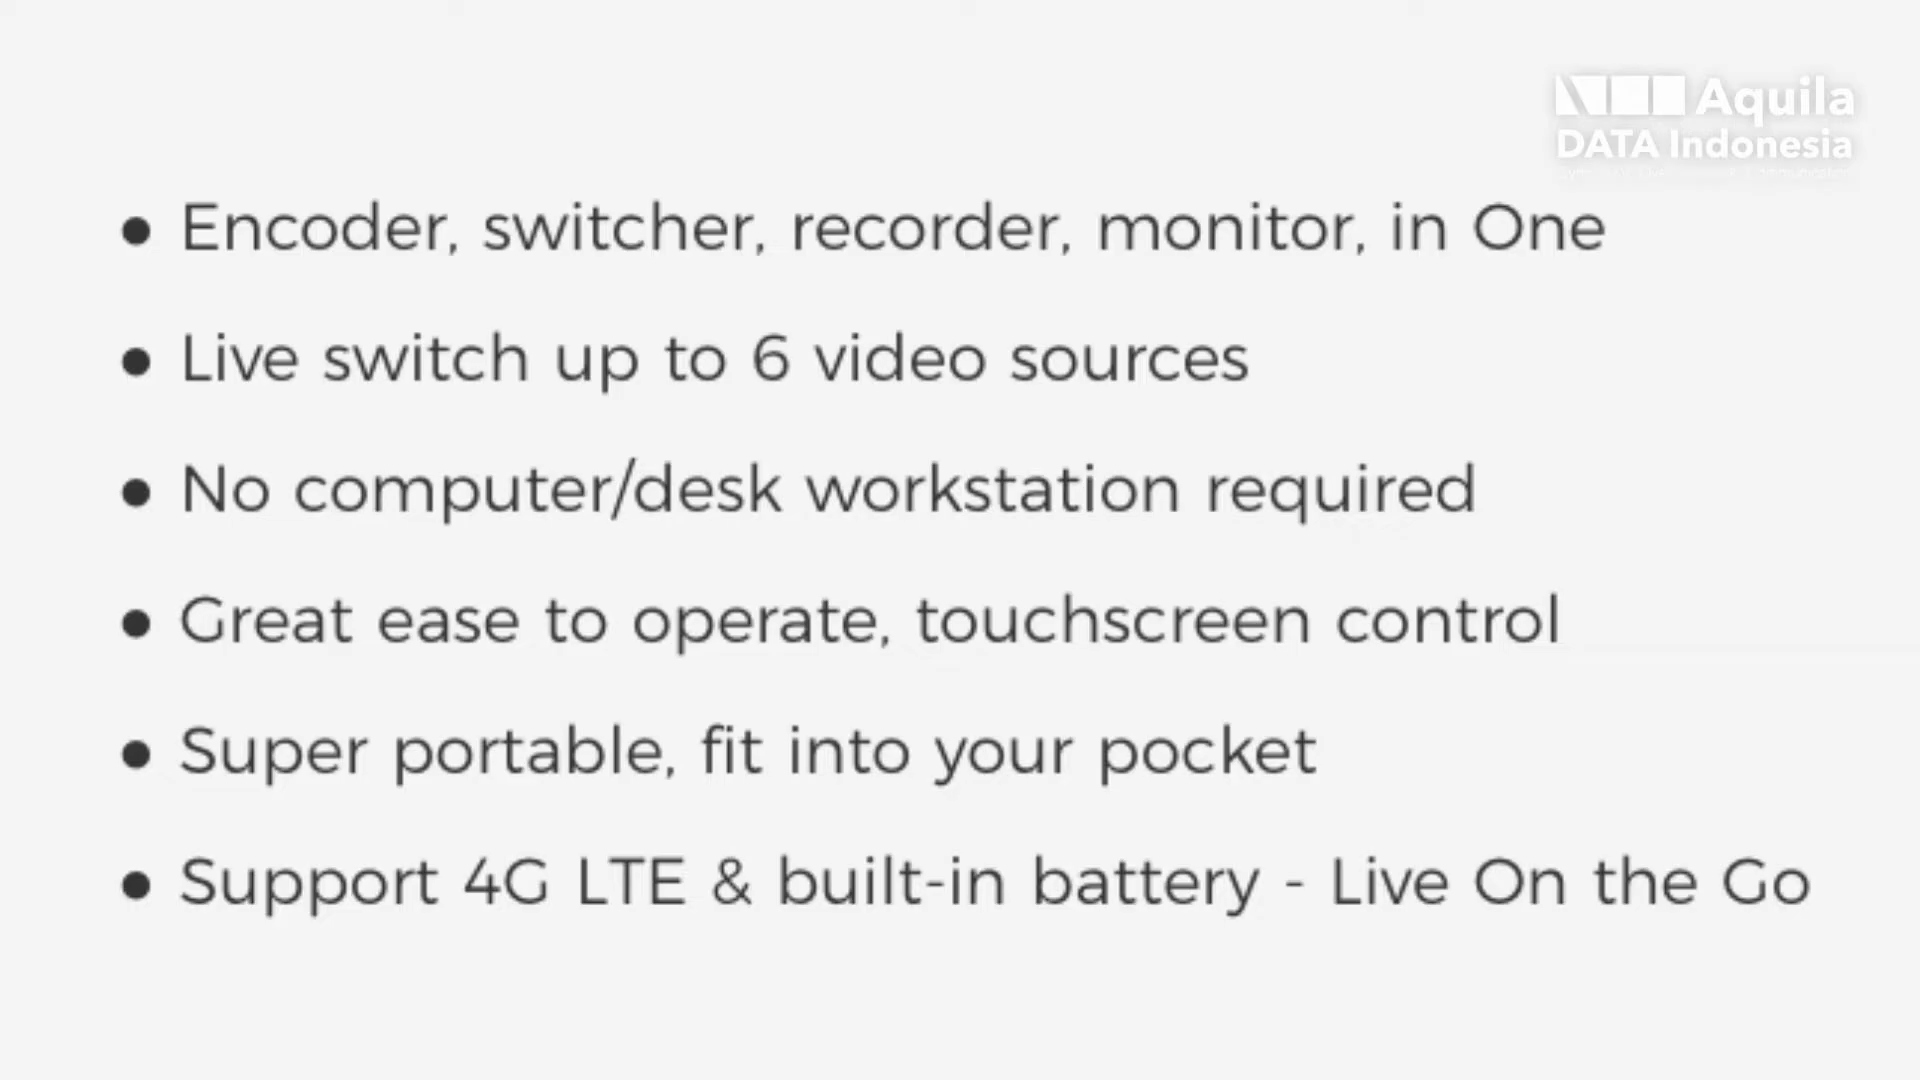 Aquila
DATA Indonesia
● Encoder, switcher, recorder, monitor, in One
● Live switch up to 6 video sources
● No computer/desk workstation required
● Great ease to operate, touchscreen control
● Super portable, fit into your pocket
● Support 4G LTE & built-in battery - Live On the Go